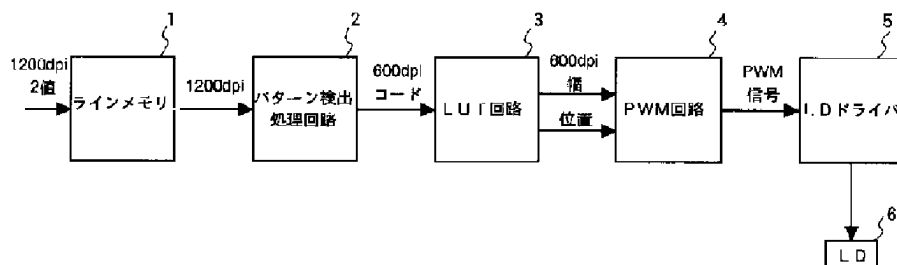 1
2
3
4
5
1200dpi
2値
ラインメモリ
1200dpi
パターン検出
処理回路
600dpi
コード
LUT回路
600dpi
幅
位置
PWM回路
PWM
信号
LDドライバ
6
LD